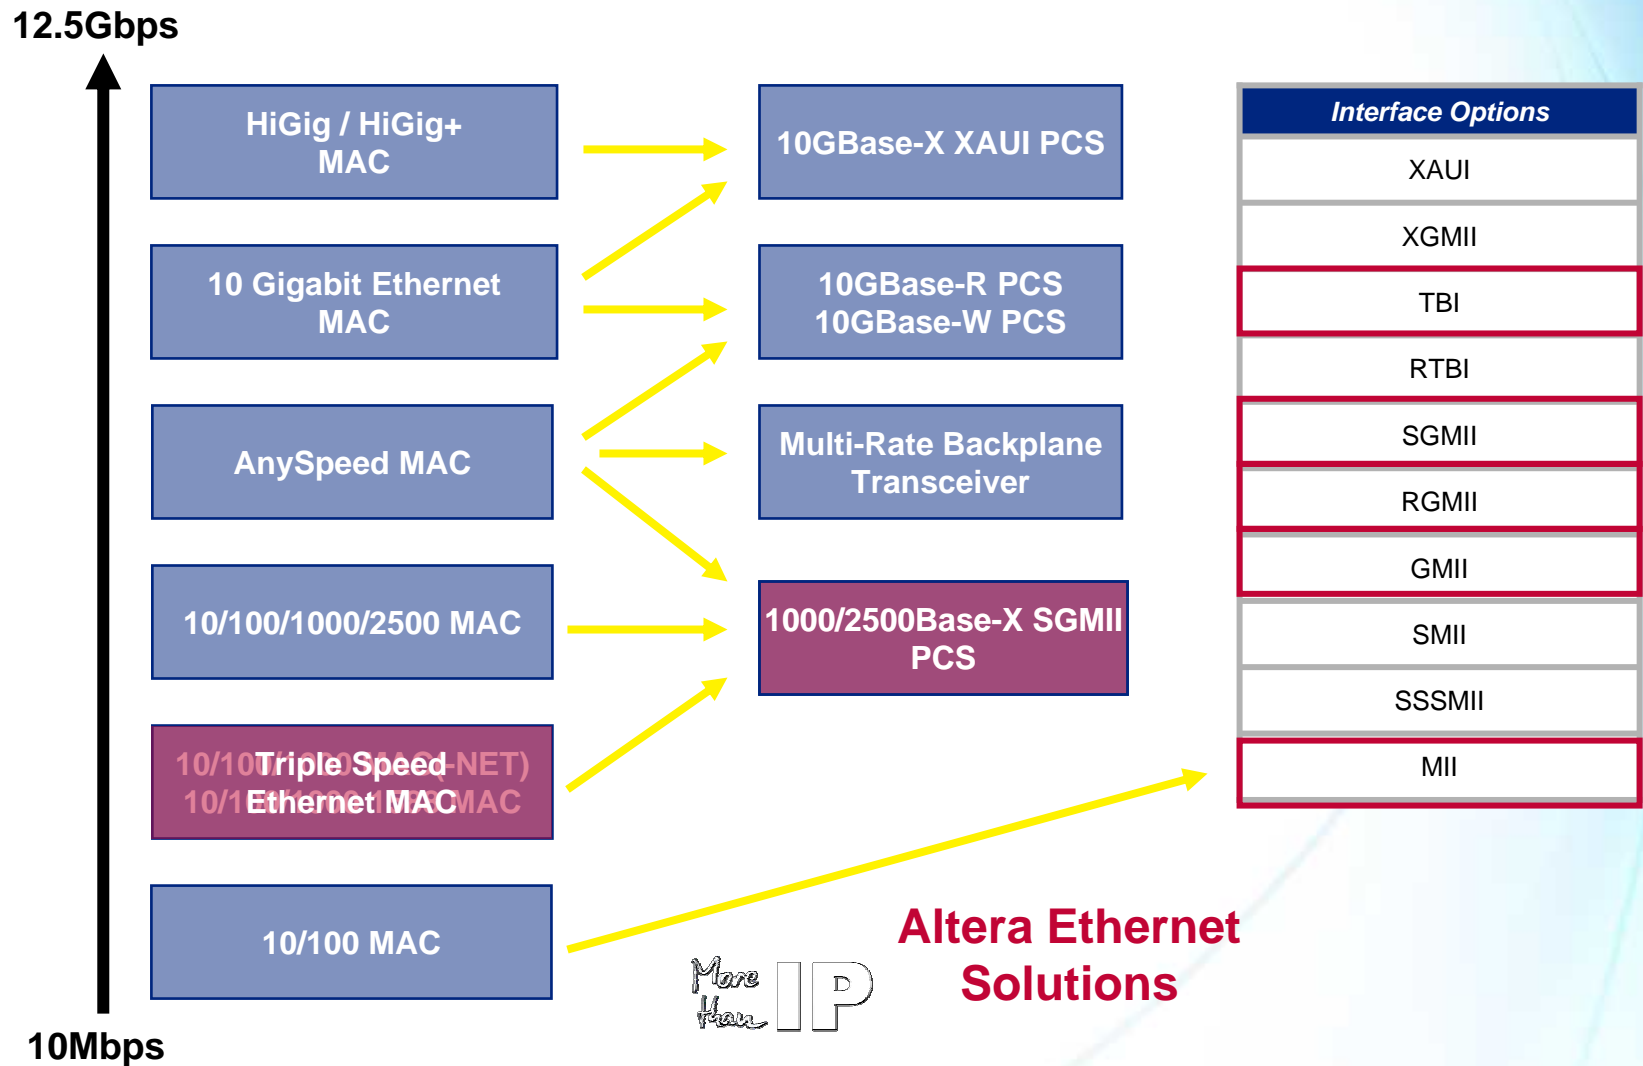 12.5Gbps
HiGig / HiGig+
MAC
10 Gigabit Ethernet
MAC
AnySpeed MAC
10/100/1000/2500 MAC
Triple Speed
Ethernet MAC
10/100 MAC
10Mbps
10GBase-X XAUI PCS
10GBase-R PCS
10GBase-W PCS
Multi-Rate Backplane
Transceiver
1000/2500Base-X SGMII
PCS
Interface Options
XAUI
XGMII
TBI
RTBI
SGMII
RGMII
GMII
SMII
SSSMII
MII
More
than
IP
Altera Ethernet
Solutions